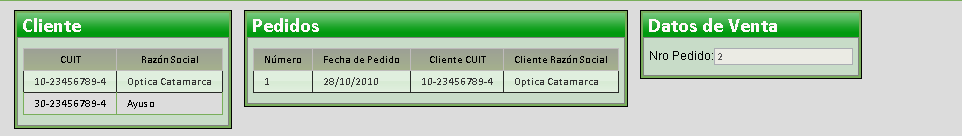 Cliente
CUIT Razón Social
10-23456789-4 Optica Catamarca
30-23456789-4 Ayuso
Pedidos
Número Fecha de Pedido Cliente CUIT Cliente Razón Social
1 28/10/2010 10-23456789-4 Optica Catamarca
Datos de Venta
Nro Pedido: 2